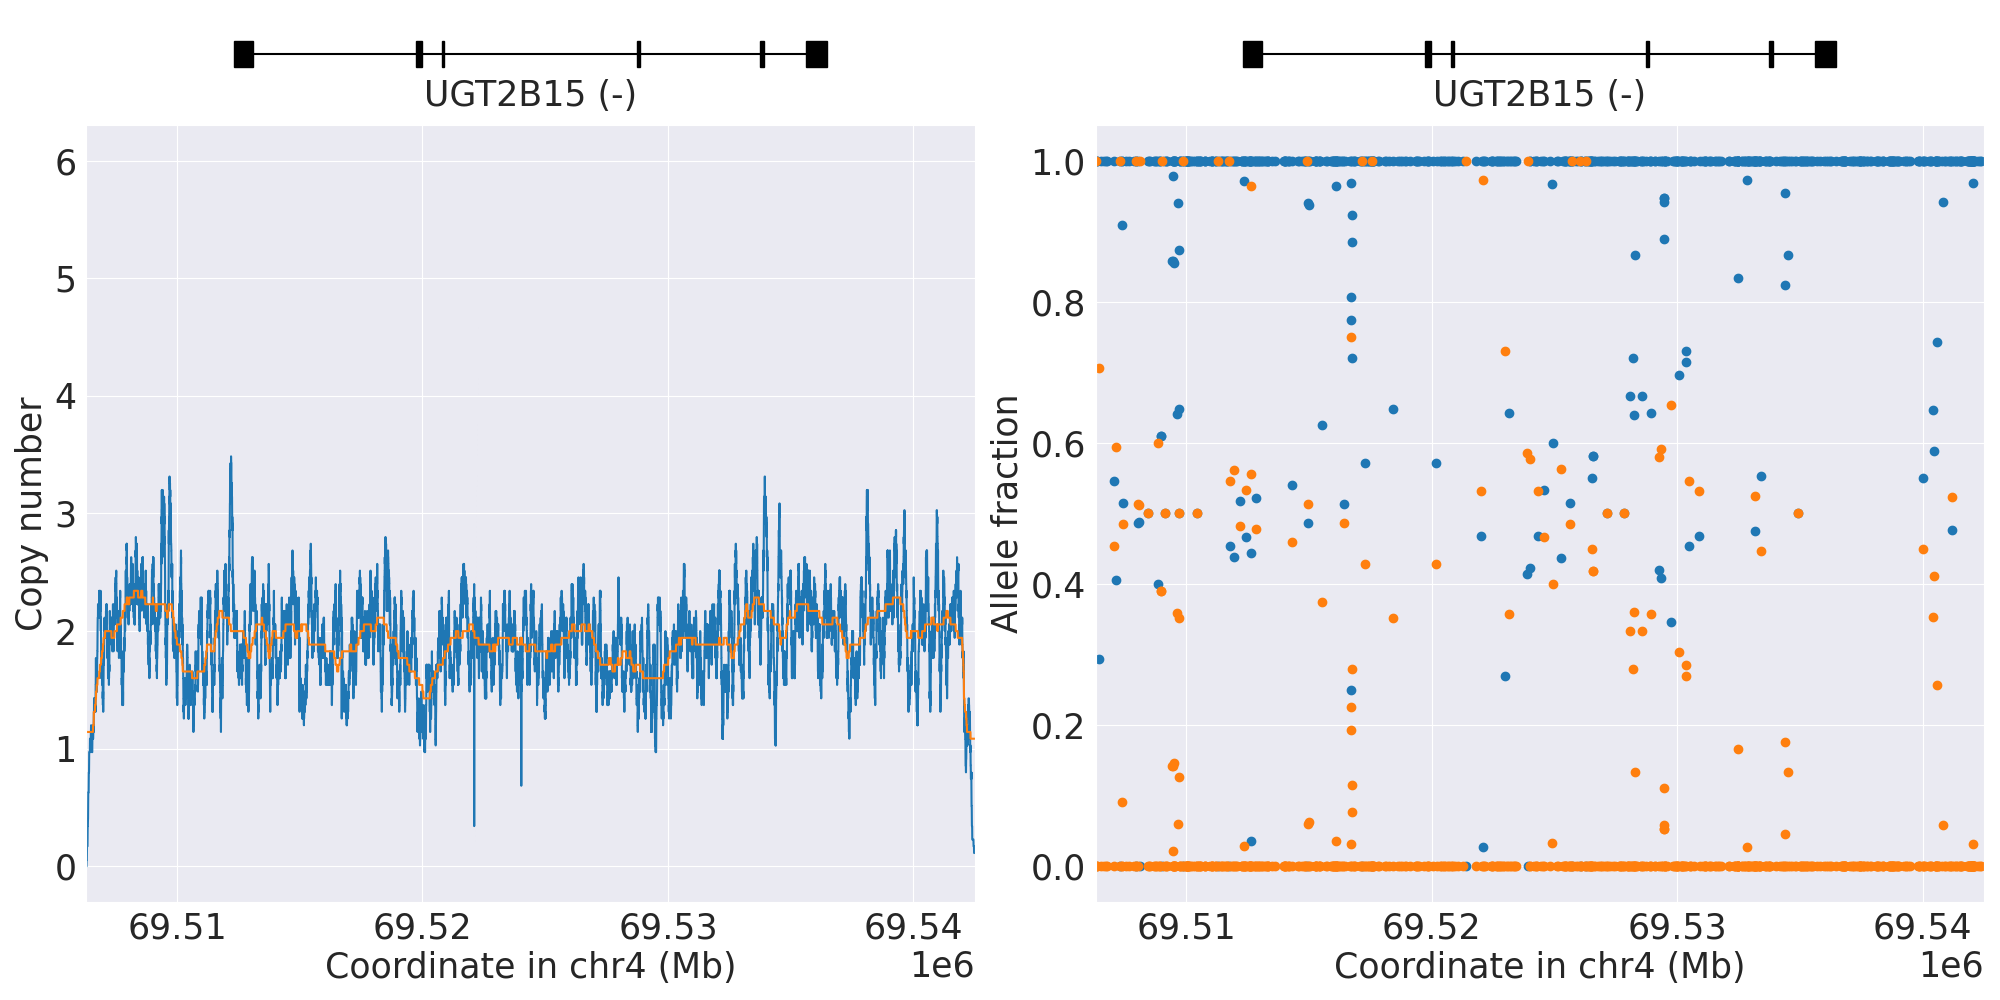 UGT2B15 (-)
UGT2B15 (-)
Copy number
6
5
4
3
2
1
0
69.51
69.52
69.53
69.54
Coordinate in chr4 (Mb)
1e6
Allele fraction
1.0
0.8
0.6
0.4
0.2
0.0
69.51
69.52
69.53
69.54
Coordinate in chr4 (Mb)
1e6